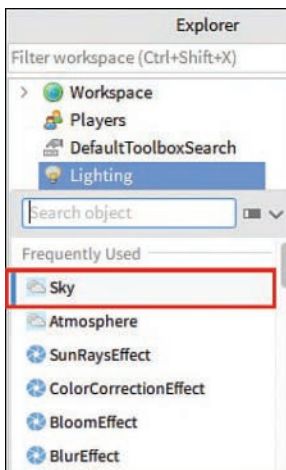 Explorer
Filter workspace (Ctrl+Shift+X)
Workspace
Players
DefaultToolboxSearch
Lighting
Search object
Frequently Used
Sky
Atmosphere
SunRaysEffect
ColorCorrectionEffect
BloomEffect
BlurEffect